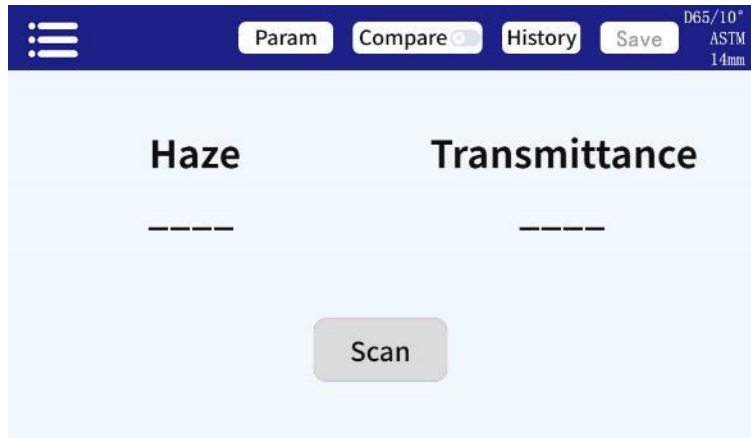 Param Compare History Save D65/10°
ASTM
14mm
Haze Transmittance
---- ----
Scan